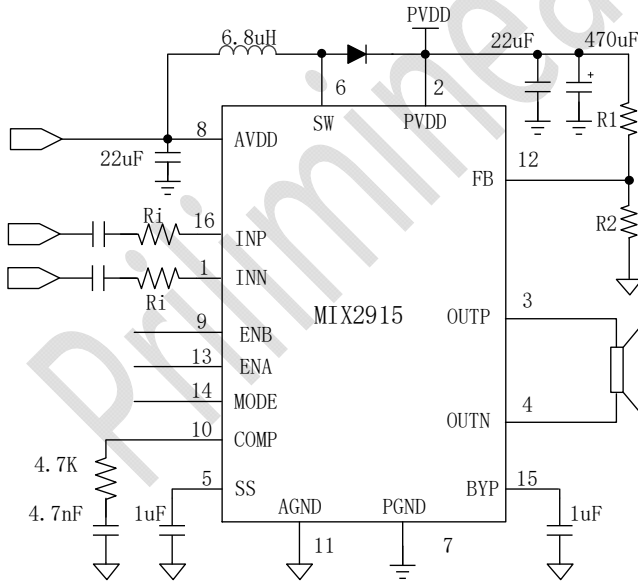 PVDD
6.8uH
22uF
470uF
6
2
SW
PVDD
R1
8
AVDD
22uF
12
FB
R2
Ri
16
INP
1
INN
Ri
MIX2915
3
OUTP
9
ENB
13
ENA
14
MODE
4
OUTN
10
COMP
4.7K
5
SS
15
BYP
4.7nF
1uF
AGND
PGND
1uF
11
7
Priliminea